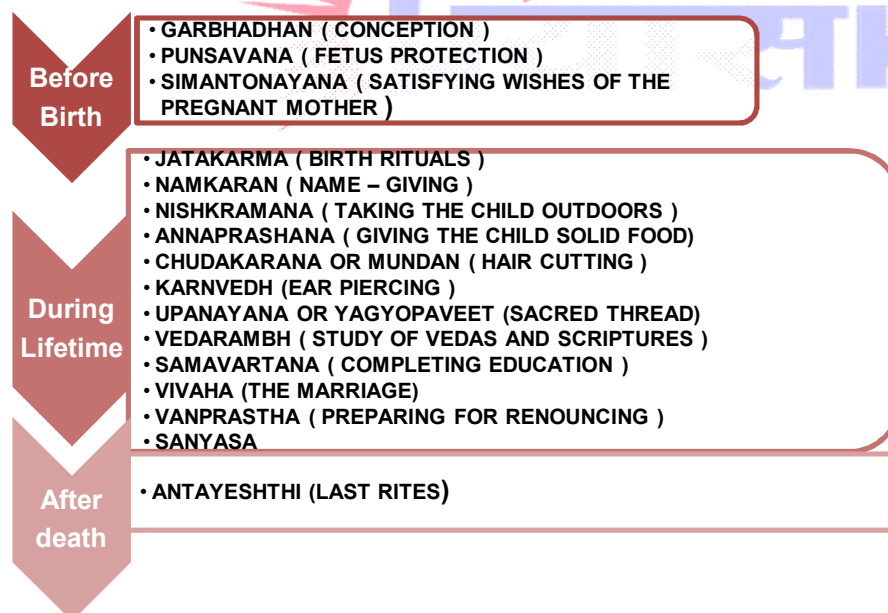 Before
Birth
• GARBHADHAN ( CONCEPTION )
• PUNSAVANA ( FETUS PROTECTION )
• SIMANTONAYANA ( SATISFYING WISHES OF THE
PREGNANT MOTHER )
During
Lifetime
• JATAKARMA ( BIRTH RITUALS )
• NAMKARAN ( NAME – GIVING )
• NISHKRAMANA ( TAKING THE CHILD OUTDOORS )
• ANNAPRASHANA ( GIVING THE CHILD SOLID FOOD)
• CHUDAKARANA OR MUNDAN ( HAIR CUTTING )
• KARNVEDH (EAR PIERCING )
• UPANAYANA OR YAGYOPAVEET (SACRED THREAD)
• VEDARAMBH ( STUDY OF VEDAS AND SCRIPTURES )
• SAMAVARTANA ( COMPLETING EDUCATION )
• VIVAHA (THE MARRIAGE)
• VANPRASTHA ( PREPARING FOR RENOUNCING )
• SANYASA
After
death
• ANTAYESHTHI (LAST RITES)